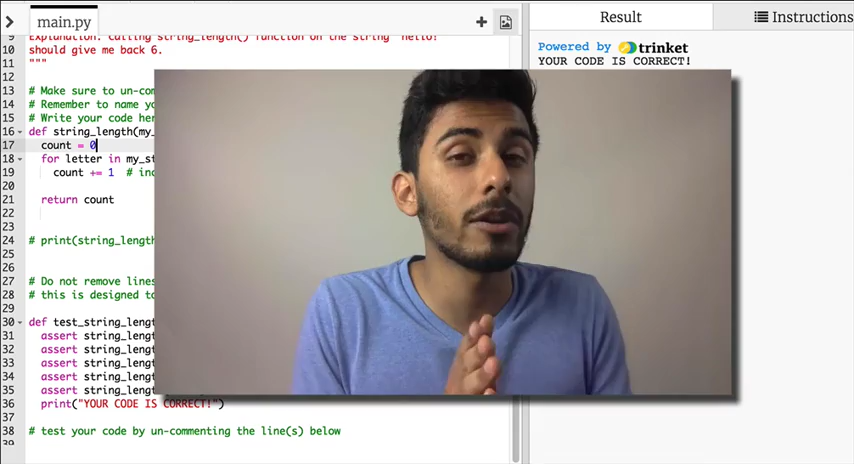 main.py
Result
Instructions
Powered by trinket
YOUR CODE IS CORRECT!
9 Explanation: Calling string_length() function on the string "hello!"
10 should give me back 6.
11 """
12
13 # Make sure to un-com
14 # Remember to name yo
15 # Write your code her
16 def string_length(my_
17 count = 0
18 for letter in my_st
19 count += 1 # in
20
21 return count
22
23
24 # print(string_length
25
26
27 # Do not remove lines
28 # this is designed to
29
30 def test_string_lengt
31 assert string_lengt
32 assert string_lengt
33 assert string_lengt
34 assert string_lengt
35 assert string_lengt
36 print("YOUR CODE IS CORRECT!")
37
38 # test your code by un-commenting the line(s) below
39